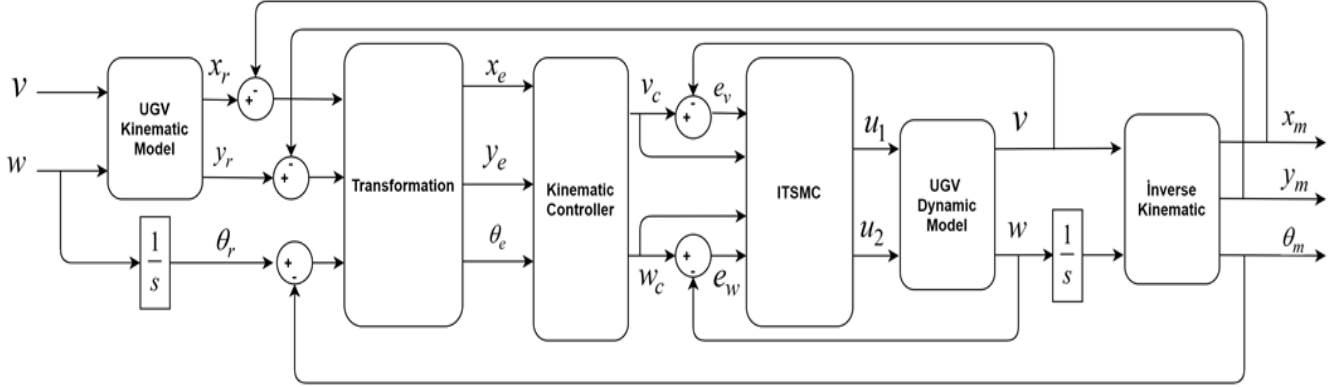 v
w
UGV
Kinematic
Model
x_r
y_r
1
s
θ_r
-
+
-
+
+
-
Transformation
x_e
y_e
θ_e
Kinematic
Controller
v_c
w_c
-
+
+
-
e_v
e_w
ITSMC
u_1
u_2
UGV
Dynamic
Model
v
w
1
s
İnverse
Kinematic
x_m
y_m
θ_m